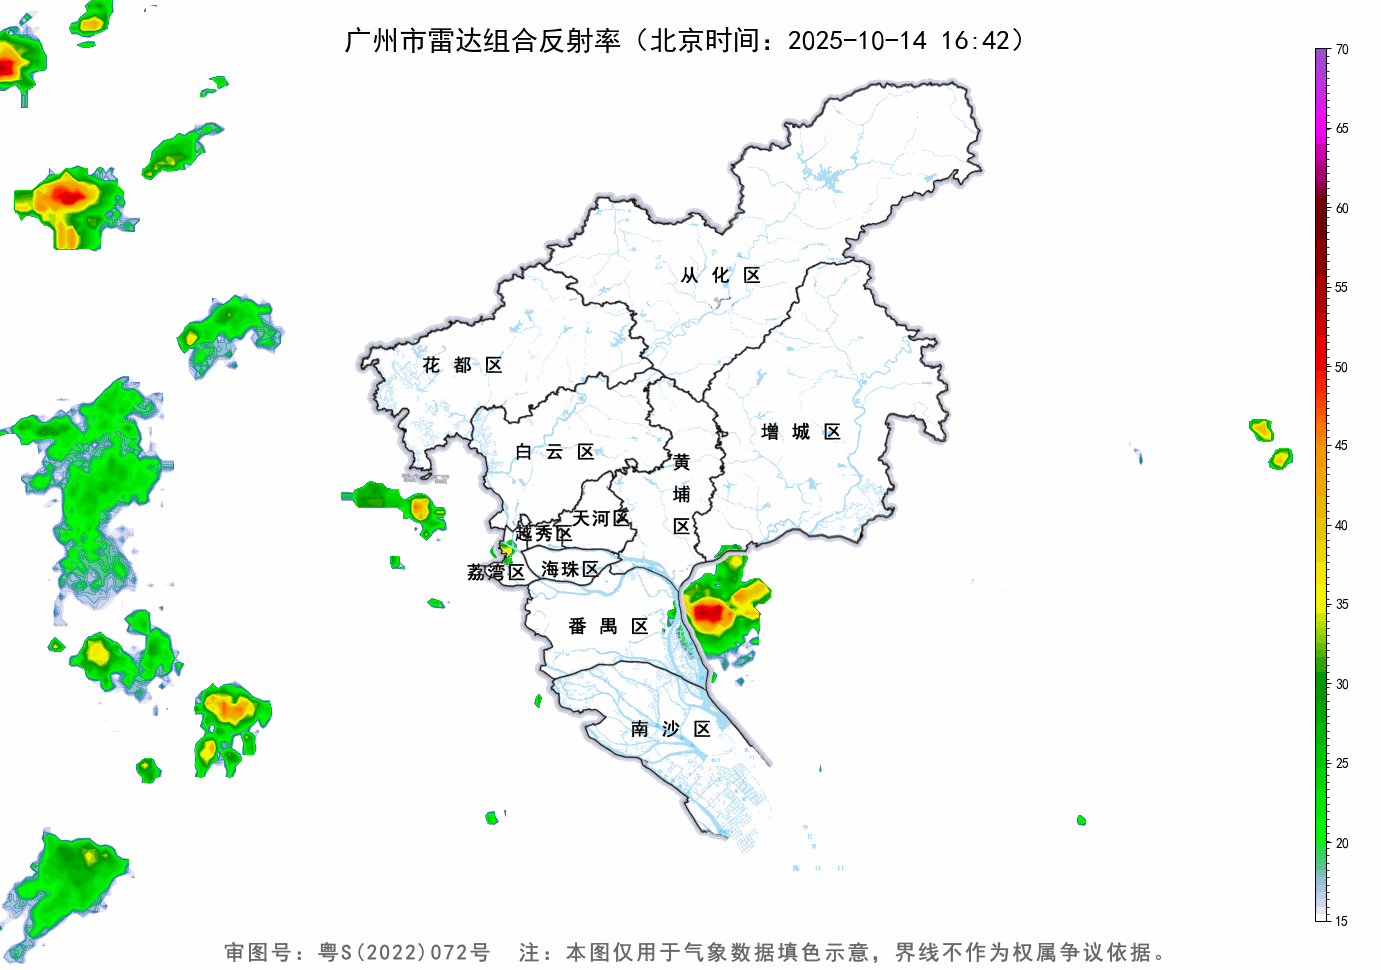 广州市雷达组合反射率（北京时间：2025-10-14 16:42）
70
65
60
55
50
45
40
35
30
25
20
15
从化区
花都区
增城区
白云区
黄埔区
天河区
越秀区
荔湾区
海珠区
番禺区
南沙区
审图号：粤S(2022)072号 注：本图仅用于气象数据填色示意，界线不作为权属争议依据。